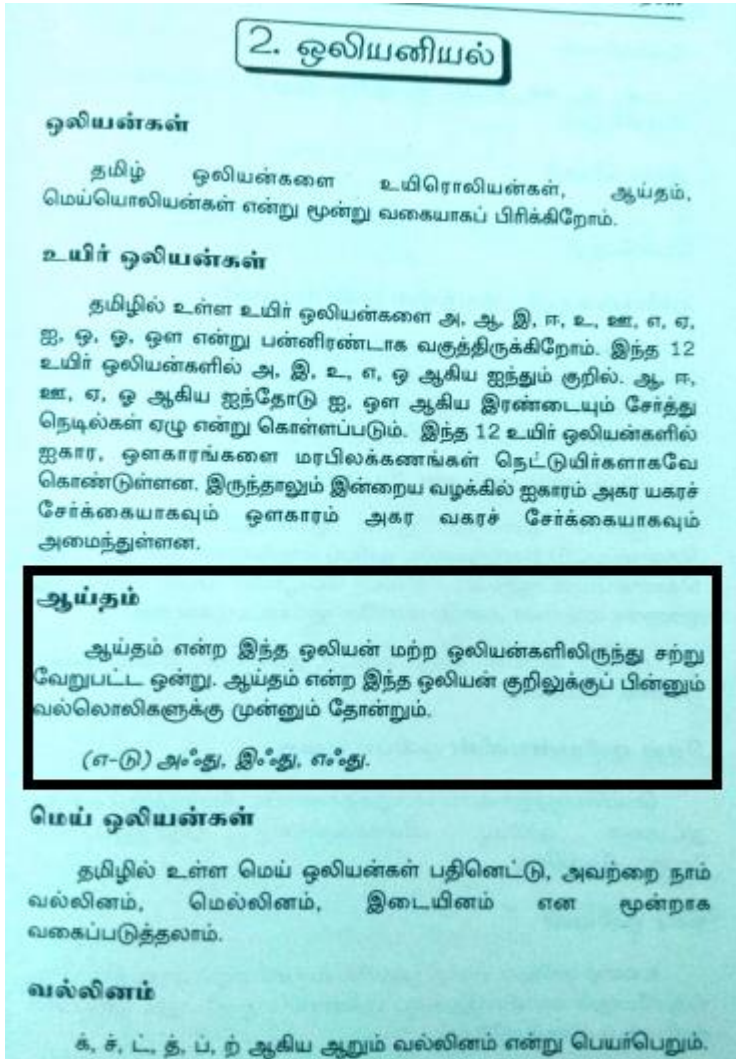 2. ஒலியனியல்
ஒலியன்கள்
தமிழ் ஒலியன்களை உயிரொலியன்கள், ஆய்தம்,
மெய்யொலியன்கள் என்று மூன்று வகையாகப் பிரிக்கிறோம்.
உயிர் ஒலியன்கள்
தமிழில் உள்ள உயிர் ஒலியன்களை அ, ஆ, இ, ஈ, உ, ஊ, எ, ஏ,
ஐ, ஒ, ஓ, ஔ என்று பன்னிரண்டாக வகுத்திருக்கிறோம். இந்த 12
உயிர் ஒலியன்களில் அ, இ, உ, எ, ஒ ஆகிய ஐந்தும் குறில். ஆ, ஈ,
ஊ, ஏ, ஓ ஆகிய ஐந்தோடு ஐ, ஔ ஆகிய இரண்டையும் சேர்த்து
நெடில்கள் ஏழு என்று கொள்ளப்படும். இந்த 12 உயிர் ஒலியன்களில்
ஐகார, ஔகாரங்களை மரபிலக்கணங்கள் நெட்டுயிர்களாகவே
கொண்டுள்ளன. இருந்தாலும் இன்றைய வழக்கில் ஐகாரம் அகர யகரச்
சேர்க்கையாகவும் ஔகாரம் அகர வகரச் சேர்க்கையாகவும்
அமைந்துள்ளன.
ஆய்தம்
ஆய்தம் என்ற இந்த ஒலியன் மற்ற ஒலியன்களிலிருந்து சற்று
வேறுபட்ட ஒன்று. ஆய்தம் என்ற இந்த ஒலியன் குறிலுக்குப் பின்னும்
வல்லொலிகளுக்கு முன்னும் தோன்றும்.
(எ-டு) அஃது, இஃது, எஃது.
மெய் ஒலியன்கள்
தமிழில் உள்ள மெய் ஒலியன்கள் பதினெட்டு, அவற்றை நாம்
வல்லினம், மெல்லினம், இடையினம் என மூன்றாக
வகைப்படுத்தலாம்.
வல்லினம்
க், ச், ட், த், ப், ற் ஆகிய ஆறும் வல்லினம் என்று பெயர்பெறும்.